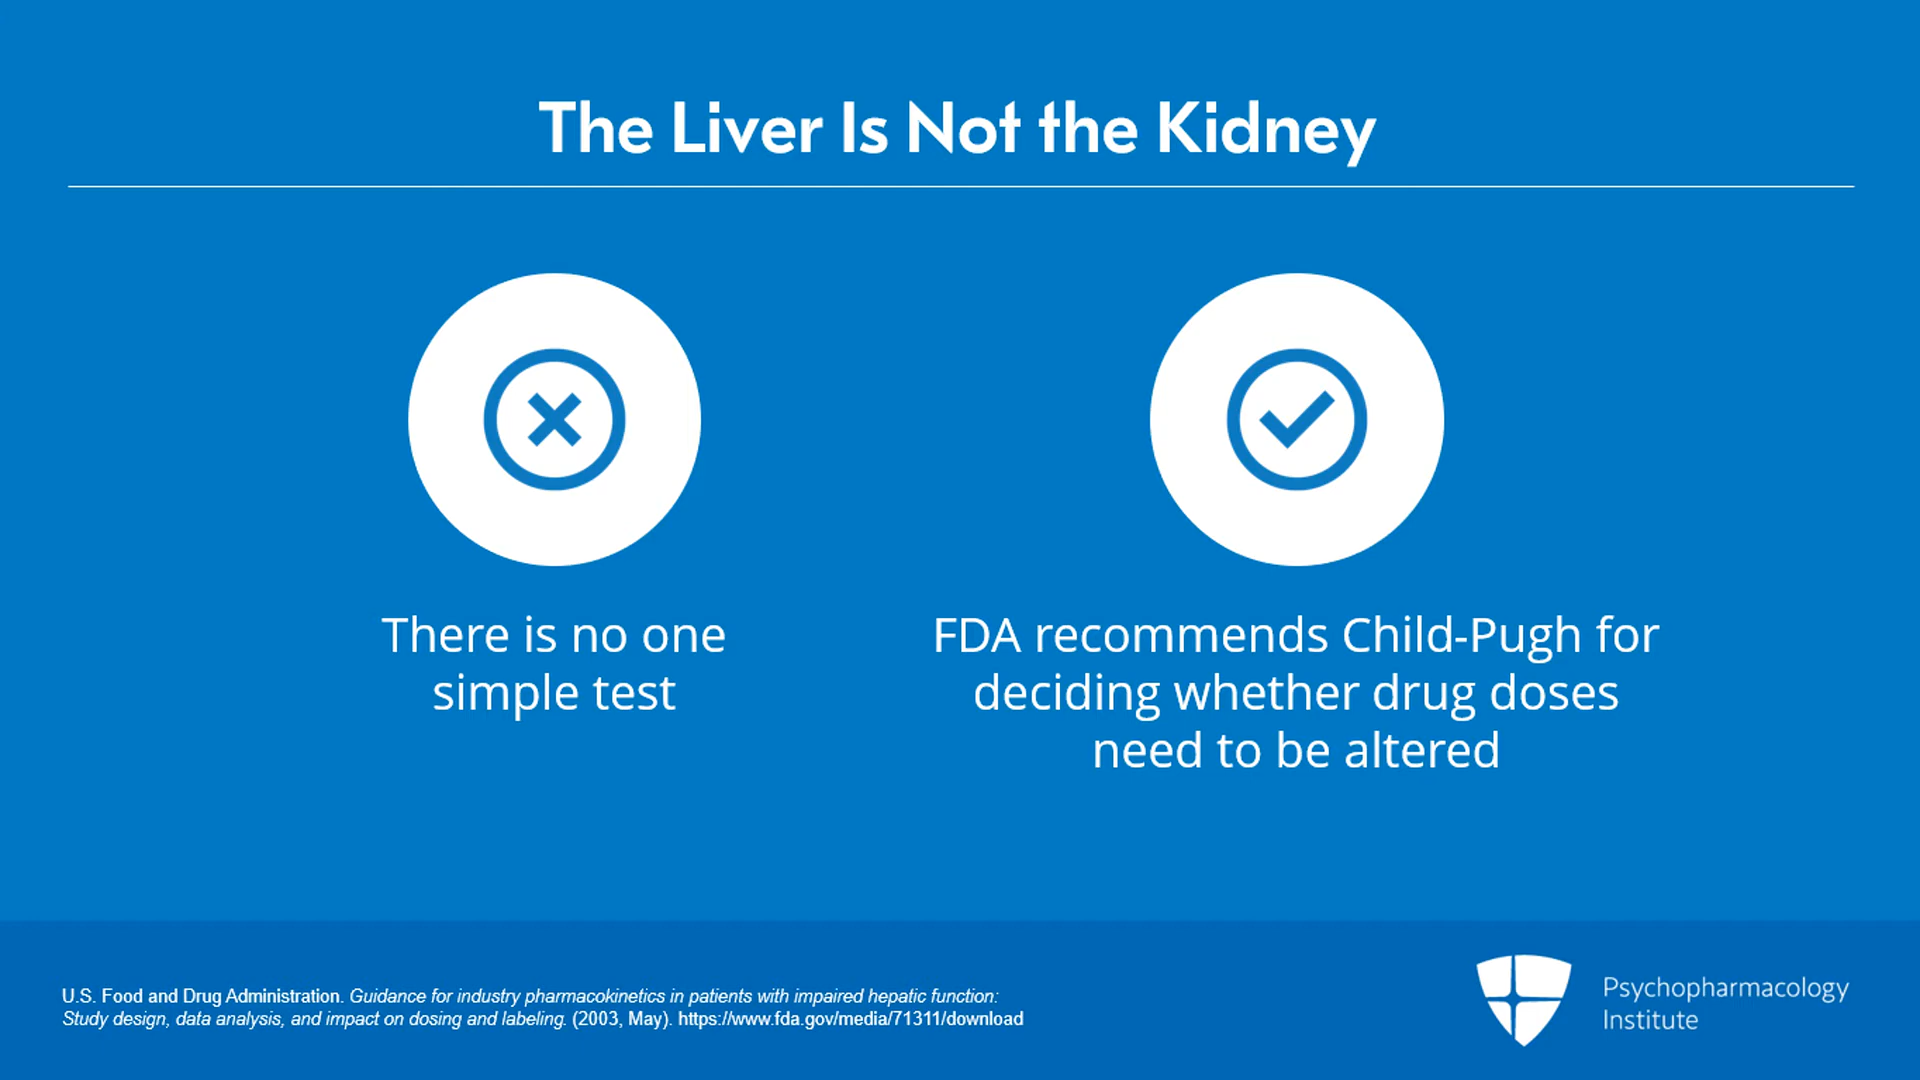 The Liver Is Not the Kidney
There is no one
simple test
FDA recommends Child-Pugh for
deciding whether drug doses
need to be altered
U.S. Food and Drug Administration. Guidance for industry pharmacokinetics in patients with impaired hepatic function:
Study design, data analysis, and impact on dosing and labeling. (2003, May). https://www.fda.gov/media/71311/download
Psychopharmacology
Institute